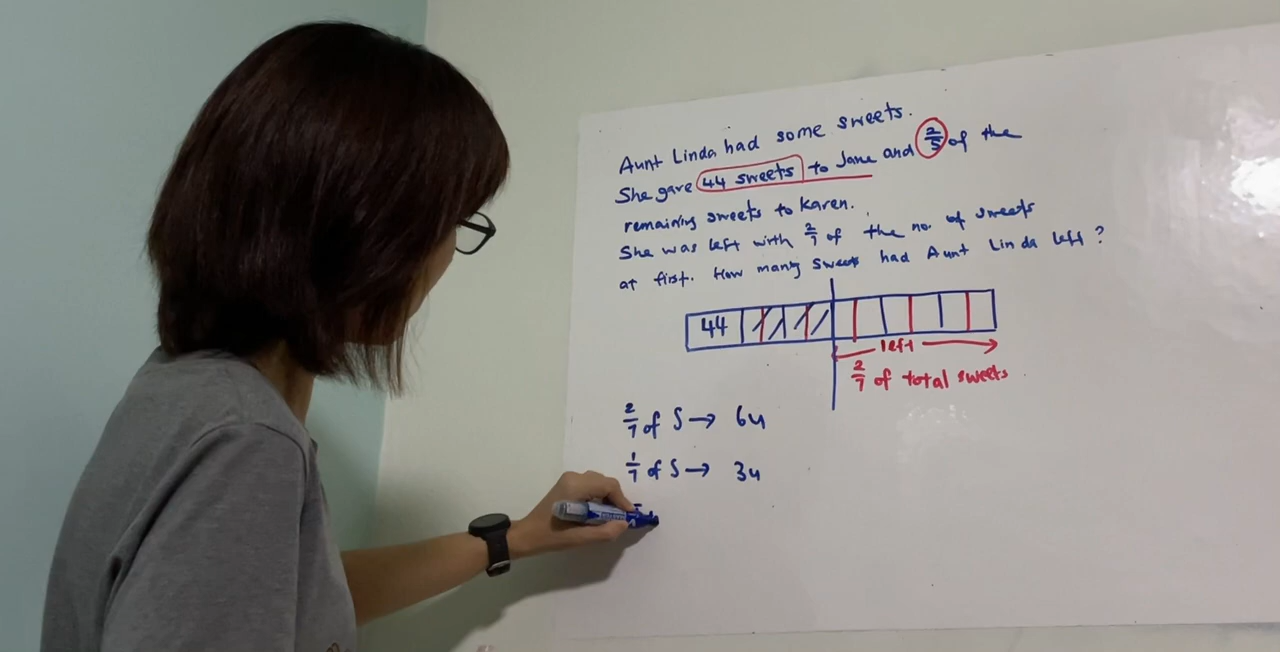 Aunt Linda had some sweets.
She gave 44 sweets to Jane and 2/5 of the
remaining sweets to Karen.
She was left with 2/7 of the no. of sweets
at first. How many sweets had Aunt Linda left?
44
left
2/7 of total sweets
2/7 of S → 6u
1/7 of S → 3u